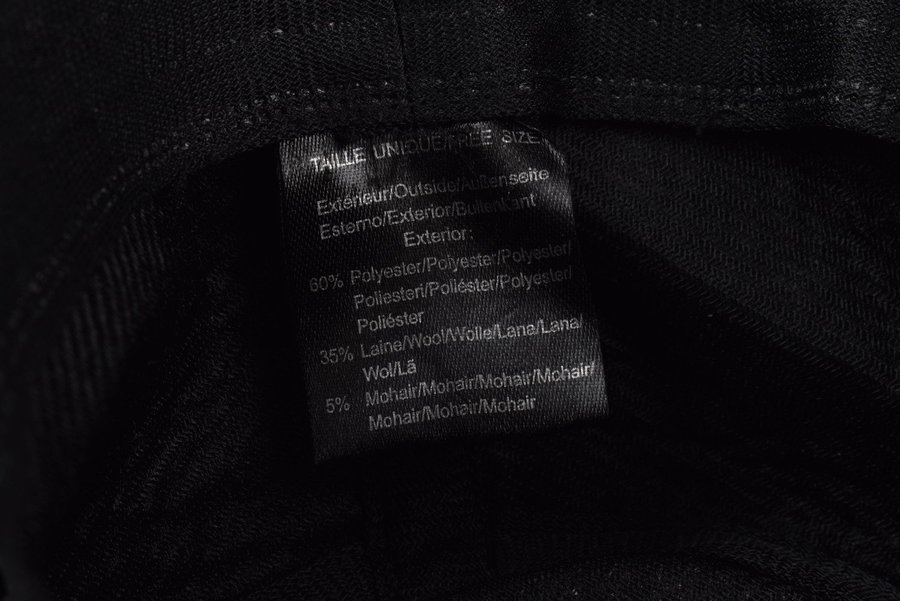 TAILLE UNIQUE/FREE SIZE
Extérieur/Outside/Außenseite
Esterno/Exterior/Buitenkant
Exterior:
60% Polyester/Polyester/Polyester/
Poliesteri/Poliéster/Polyester/
Poliéster
35% Laine/Wool/Wolle/Lana/Lana/
Wol/Lã
5% Mohair/Mohair/Mohair/Mohair/
Mohair/Mohair/Mohair